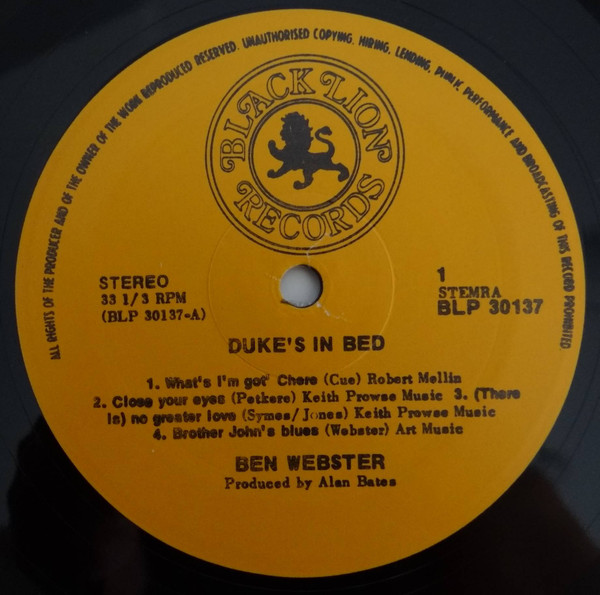 ALL RIGHTS OF THE PRODUCER AND OF THE OWNER OF THE WORK REPRODUCED RESERVED. UNAUTHORISED COPYING, HIRING, LENDING, PUBLIC PERFORMANCE AND BROADCASTING OF THIS RECORD PROHIBITED
BLACK LION
RECORDS
STEREO
33 1/3 RPM
(BLP 30137-A)
1
STEMRA
BLP 30137
DUKE'S IN BED
1. What's I'm got' Chere (Cue) Robert Mellin
2. Close your eyes (Petkere) Keith Prowse Music 3. (There
is) no greater love (Symes/Jones) Keith Prowse Music
4. Brother John's blues (Webster) Art Music
BEN WEBSTER
Produced by Alan Bates